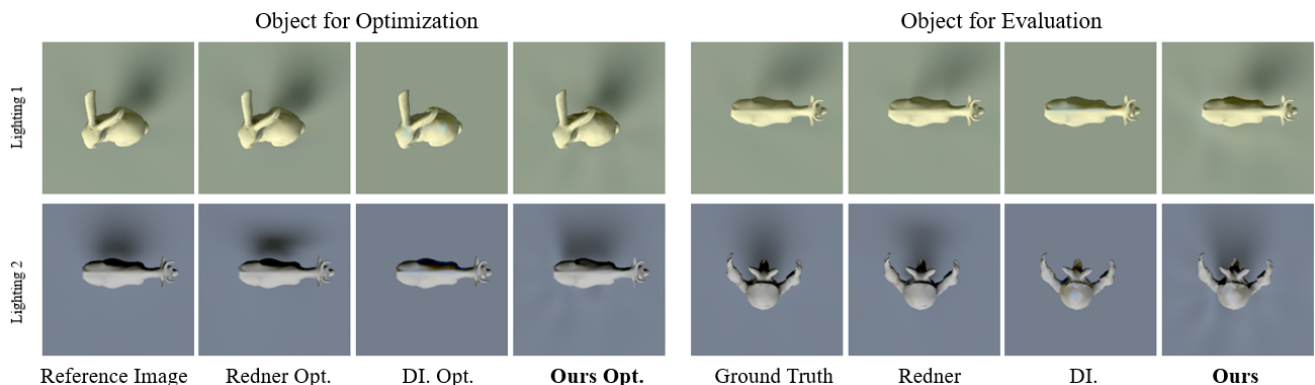 Object for Optimization
Object for Evaluation
Lighting 1
Lighting 2
Reference Image
Redner Opt.
DI. Opt.
Ours Opt.
Ground Truth
Redner
DI.
Ours